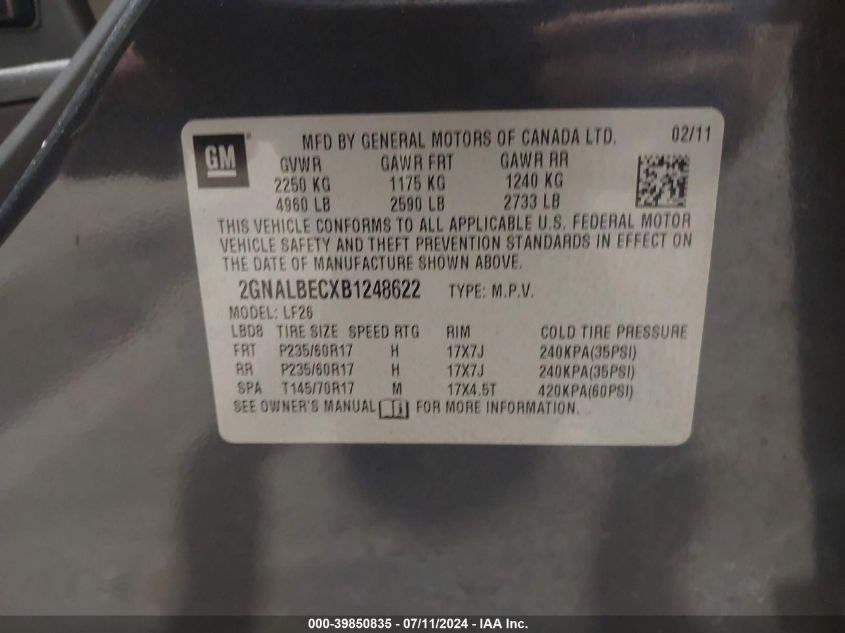 GM MFD BY GENERAL MOTORS OF CANADA LTD. 02/11
GVWR GAWR FRT GAWR RR
2250 KG 1175 KG 1240 KG
4960 LB 2590 LB 2733 LB
THIS VEHICLE CONFORMS TO ALL APPLICABLE U.S. FEDERAL MOTOR
VEHICLE SAFETY AND THEFT PREVENTION STANDARDS IN EFFECT ON
THE DATE OF MANUFACTURE SHOWN ABOVE.
2GNALBECXB1248622 TYPE: M.P.V.
MODEL: LF26
LBD8 TIRE SIZE SPEED RTG RIM COLD TIRE PRESSURE
FRT P235/60R17 H 17X7J 240KPA(35PSI)
RR P235/60R17 H 17X7J 240KPA(35PSI)
SPA T145/70R17 M 17X4.5T 420KPA(60PSI)
SEE OWNER'S MANUAL FOR MORE INFORMATION.
000-39850835 - 07/11/2024 - IAA Inc.